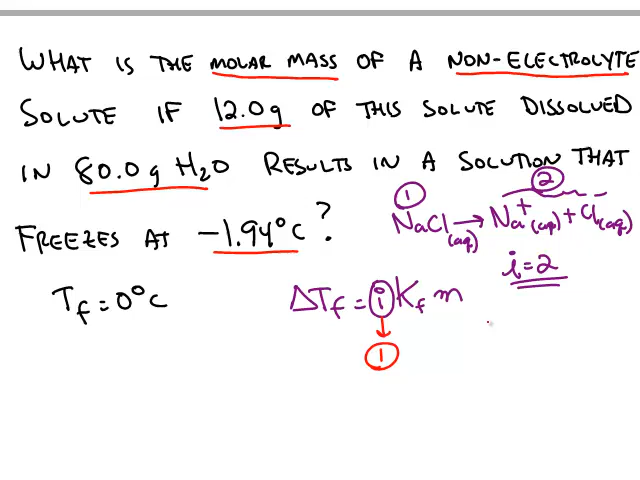 WHAT IS THE MOLAR MASS OF A NON-ELECTROLYTE
SOLUTE IF 12.0g OF THIS SOLUTE DISSOLVED
IN 80.0g H2O RESULTS IN A SOLUTION THAT
FREEZES AT -1.94°C?
① ②
NaCl(aq) → Na+(aq) + Cl(aq)
i=2
Tf = 0°C
ΔTf = i Kf m
①